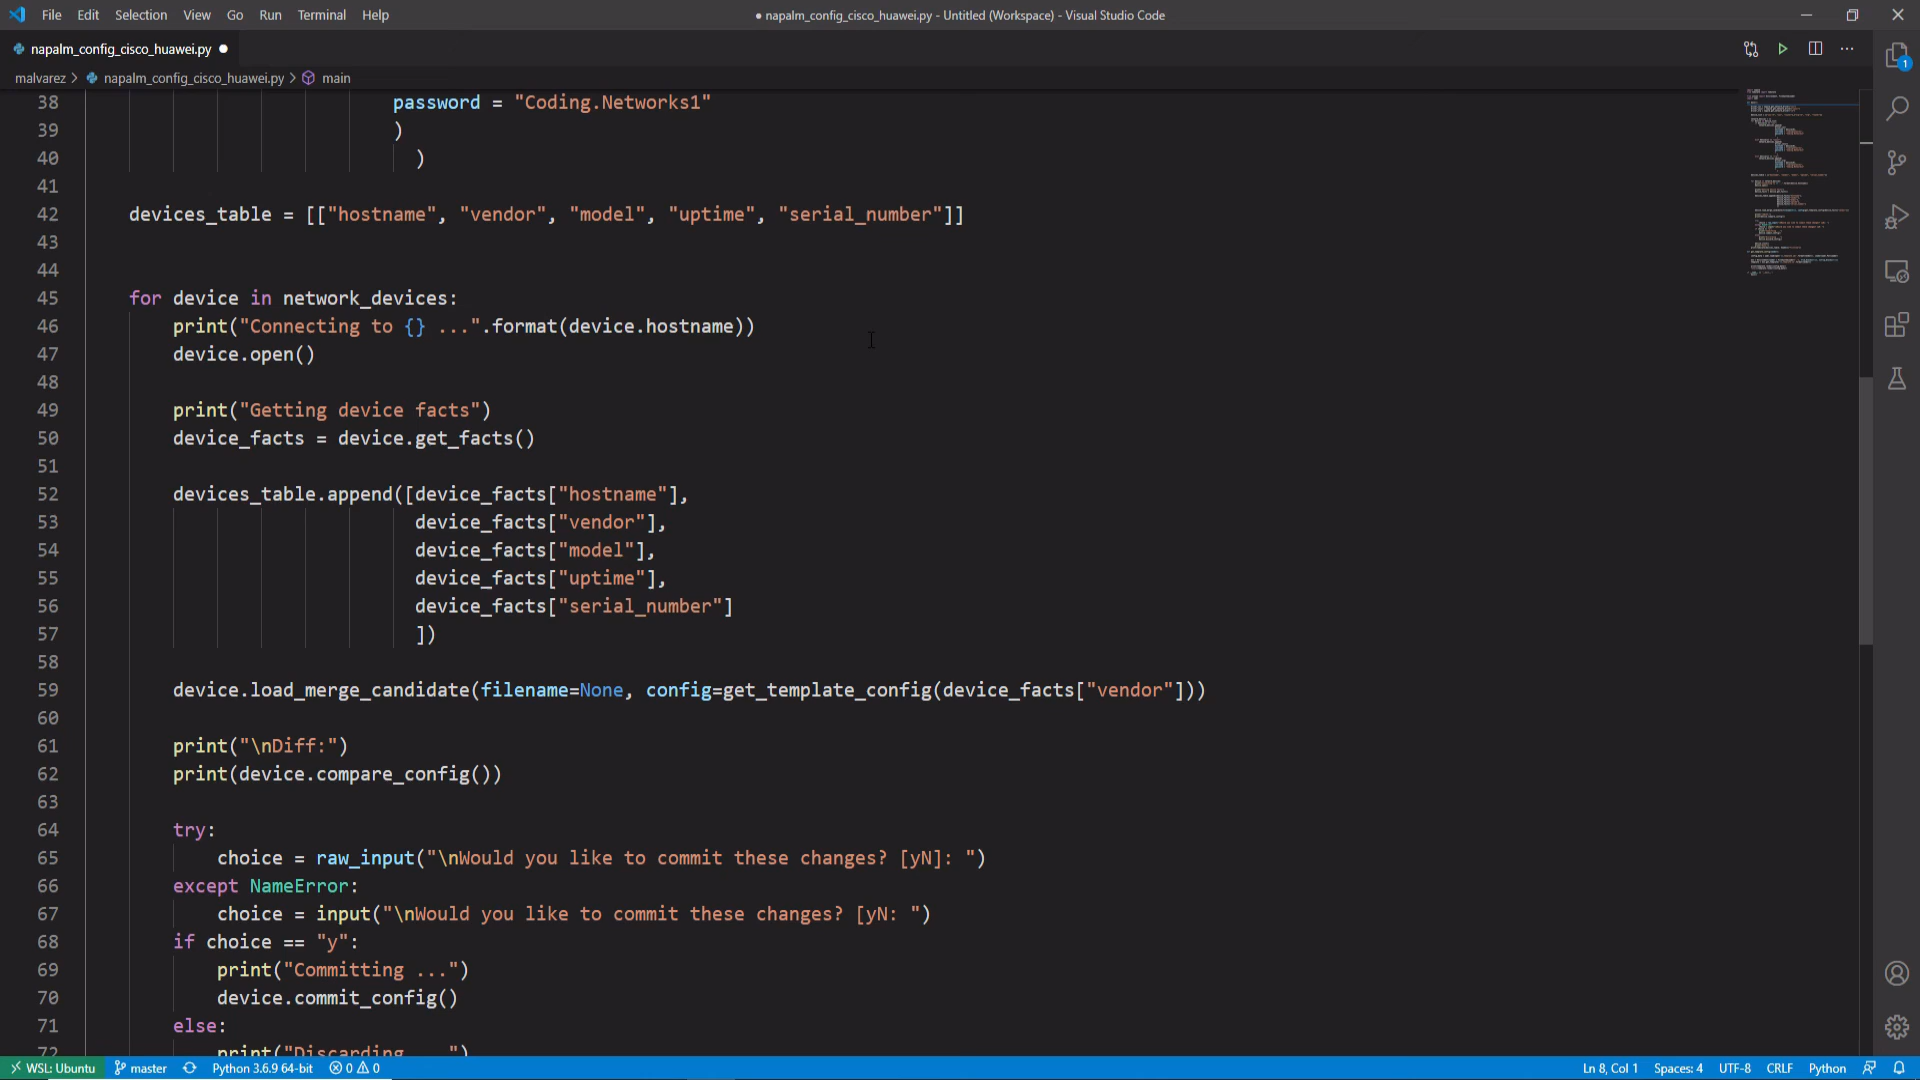 File Edit Selection View Go Run Terminal Help
● napalm_config_cisco_huawei.py - Untitled (Workspace) - Visual Studio Code
napalm_config_cisco_huawei.py ●
malvarez > napalm_config_cisco_huawei.py > main
1
38 password = "Coding.Networks1"
39 )
40 )
41
42 devices_table = [["hostname", "vendor", "model", "uptime", "serial_number"]]
43
44
45 for device in network_devices:
46 print("Connecting to {} ...".format(device.hostname))
47 device.open()
48
49 print("Getting device facts")
50 device_facts = device.get_facts()
51
52 devices_table.append([device_facts["hostname"],
53 device_facts["vendor"],
54 device_facts["model"],
55 device_facts["uptime"],
56 device_facts["serial_number"]
57 ])
58
59 device.load_merge_candidate(filename=None, config=get_template_config(device_facts["vendor"]))
60
61 print("\nDiff:")
62 print(device.compare_config())
63
64 try:
65 choice = raw_input("\nWould you like to commit these changes? [yN]: ")
66 except NameError:
67 choice = input("\nWould you like to commit these changes? [yN: ")
68 if choice == "y":
69 print("Committing ...")
70 device.commit_config()
71 else:
72 print("Discarding ...")
WSL: Ubuntu master Python 3.6.9 64-bit 0 0 Ln 8, Col 1 Spaces: 4 UTF-8 CRLF Python